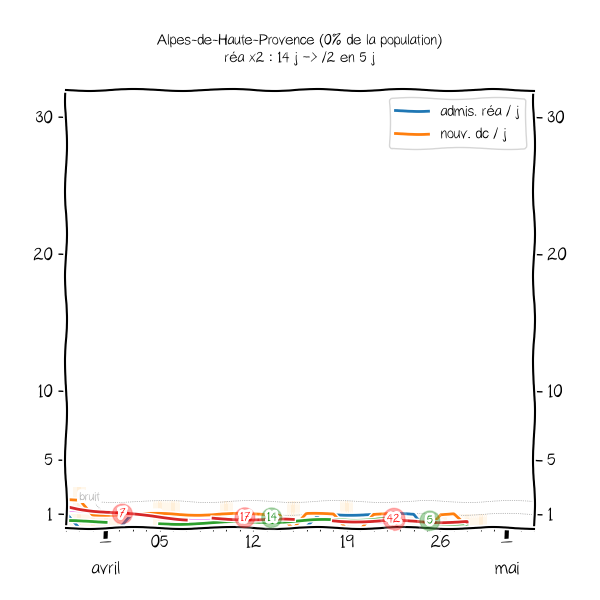 Alpes-de-Haute-Provence (0% de la population)
réa x2 : 14 j -> /2 en 5 j
admis. réa / j
nouv. dc / j
30
30
20
20
10
10
5
5
bruit
1
1
7
17
14
42
5
05
12
19
26
avril
mai